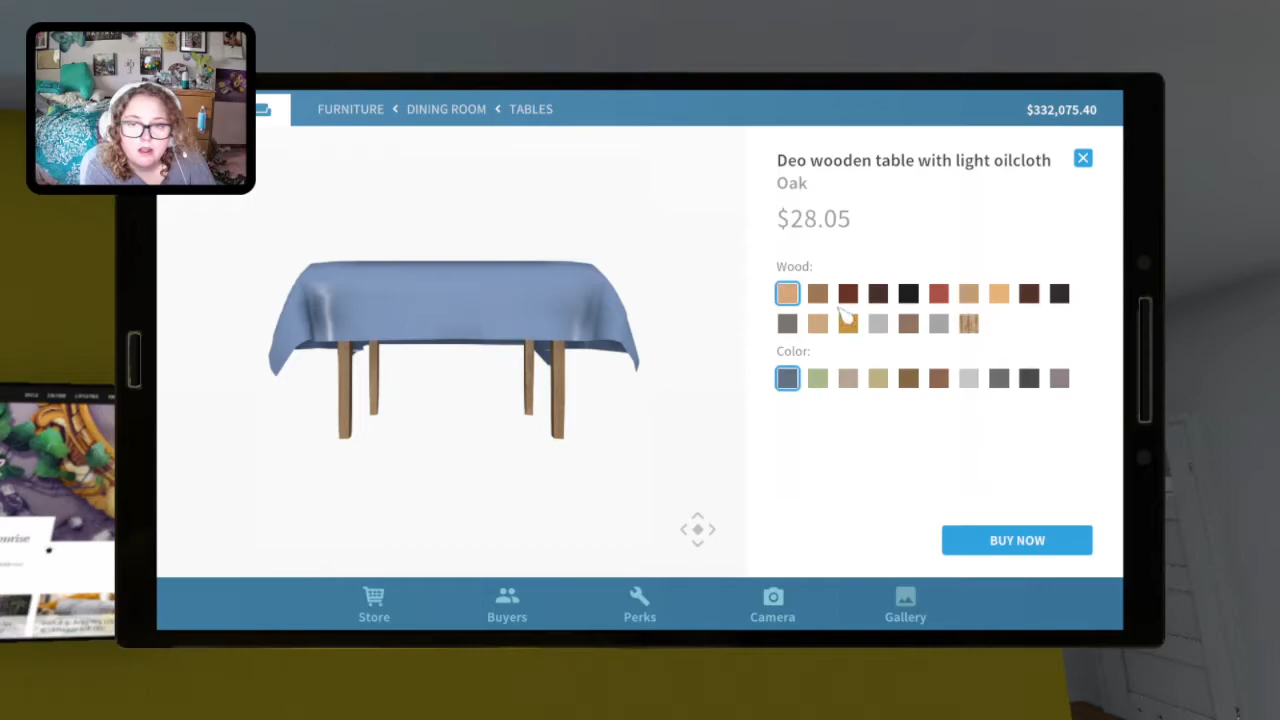 FURNITURE < DINING ROOM < TABLES
$332,075.40
Deo wooden table with light oilcloth
Oak
$28.05
Wood:
Color:
BUY NOW
Store
Buyers
Perks
Camera
Gallery